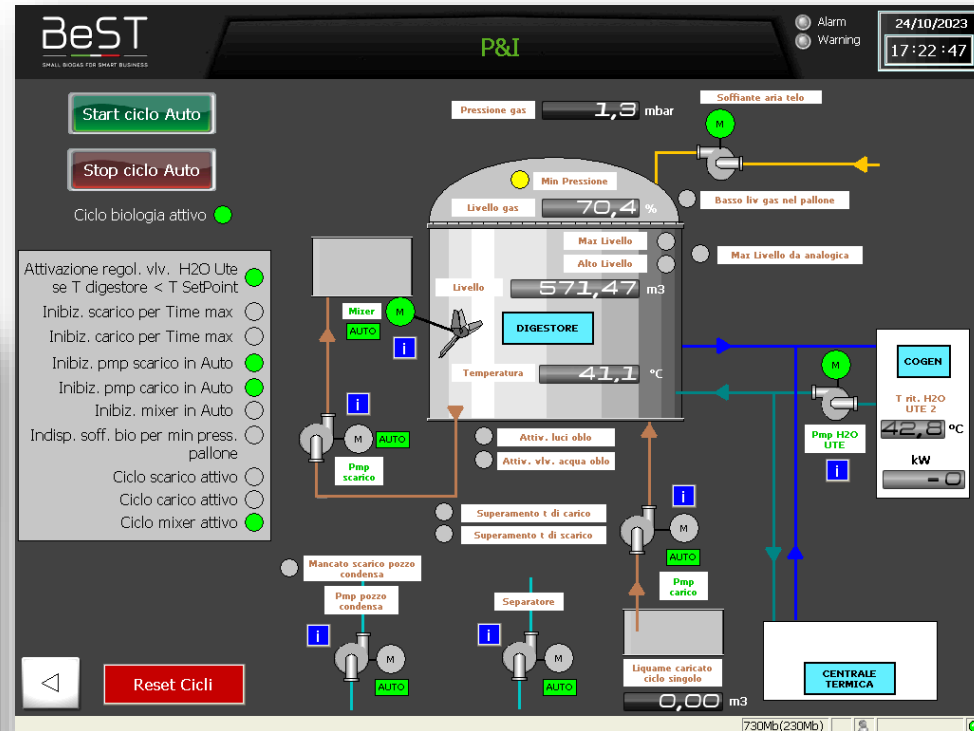 BeST
SMALL BIOGAS FOR SMART BUSINESS
P&I
Alarm
Warning
24/10/2023
17:22:47
Start ciclo Auto
Stop ciclo Auto
Ciclo biologia attivo
Attivazione regol. vlv. H2O Ute
se T digestore < T SetPoint
Inibiz. scarico per Time max
Inibiz. carico per Time max
Inibiz. pmp scarico in Auto
Inibiz. pmp carico in Auto
Inibiz. mixer in Auto
Indisp. soff. bio per min press.
pallone
Ciclo scarico attivo
Ciclo carico attivo
Ciclo mixer attivo
Pressione gas 1,3 mbar
Soffiante aria telo
M
Min Pressione
Livello gas 70,4 %
Basso liv gas nel pallone
Max Livello
Alto Livello
Max Livello da analogica
Livello 571,47 m3
Mixer
M
AUTO
i
DIGESTORE
Temperatura 41,1 °C
i
M
AUTO
Pmp
scarico
Attiv. luci oblo
Attiv. vlv. acqua oblo
M
Pmp H2O
UTE
i
COGEN
T rit. H2O
UTE 2
42,8 °C
kW
-0
Superamento t di carico
Superamento t di scarico
i
M
AUTO
Pmp
carico
Mancato scarico pozzo
condensa
Pmp pozzo
condensa
i
M
AUTO
Separatore
i
M
AUTO
Liquame caricato
ciclo singolo
0,00 m3
CENTRALE
TERMICA
Reset Cicli
730Mb(230Mb)